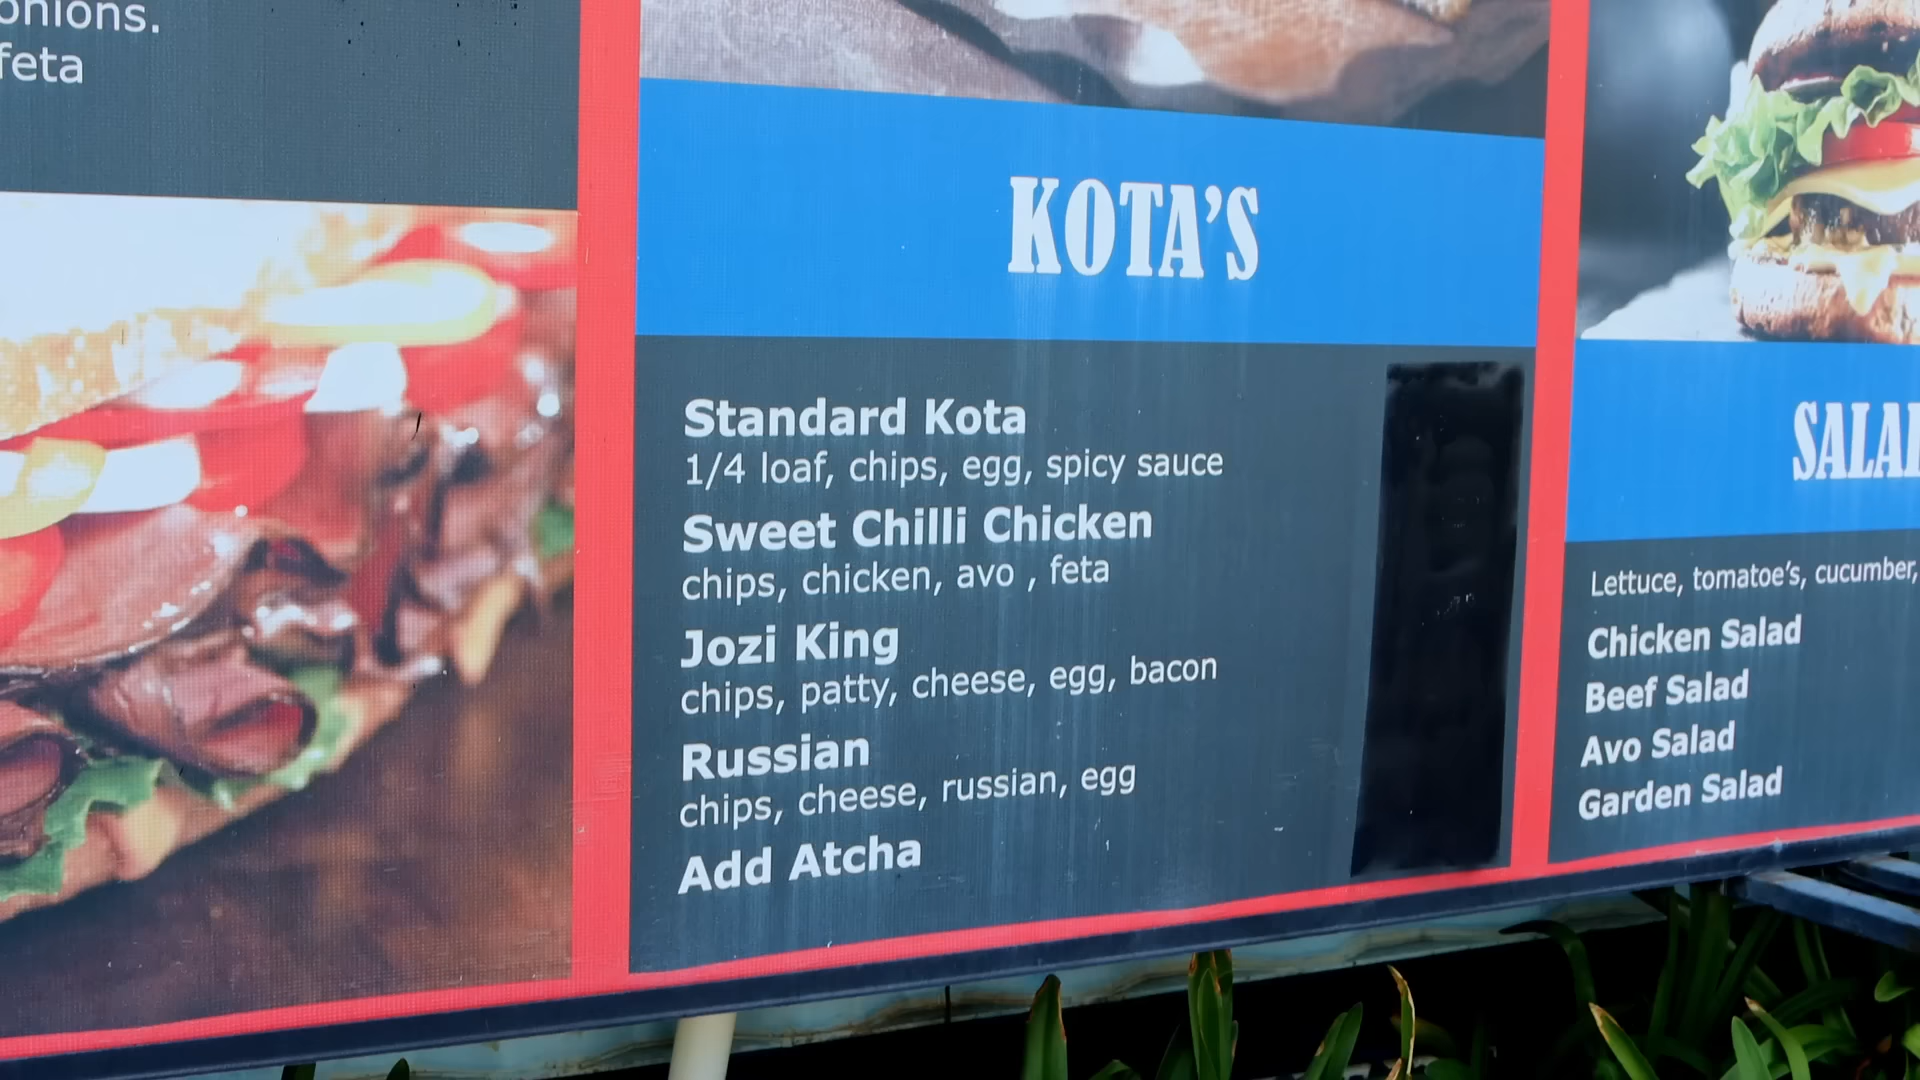 onions.
feta
KOTA'S
Standard Kota
1/4 loaf, chips, egg, spicy sauce
Sweet Chilli Chicken
chips, chicken, avo , feta
Jozi King
chips, patty, cheese, egg, bacon
Russian
chips, cheese, russian, egg
Add Atcha
Lettuce, tomatoe's, cucumber,
Chicken Salad
Beef Salad
Avo Salad
Garden Salad